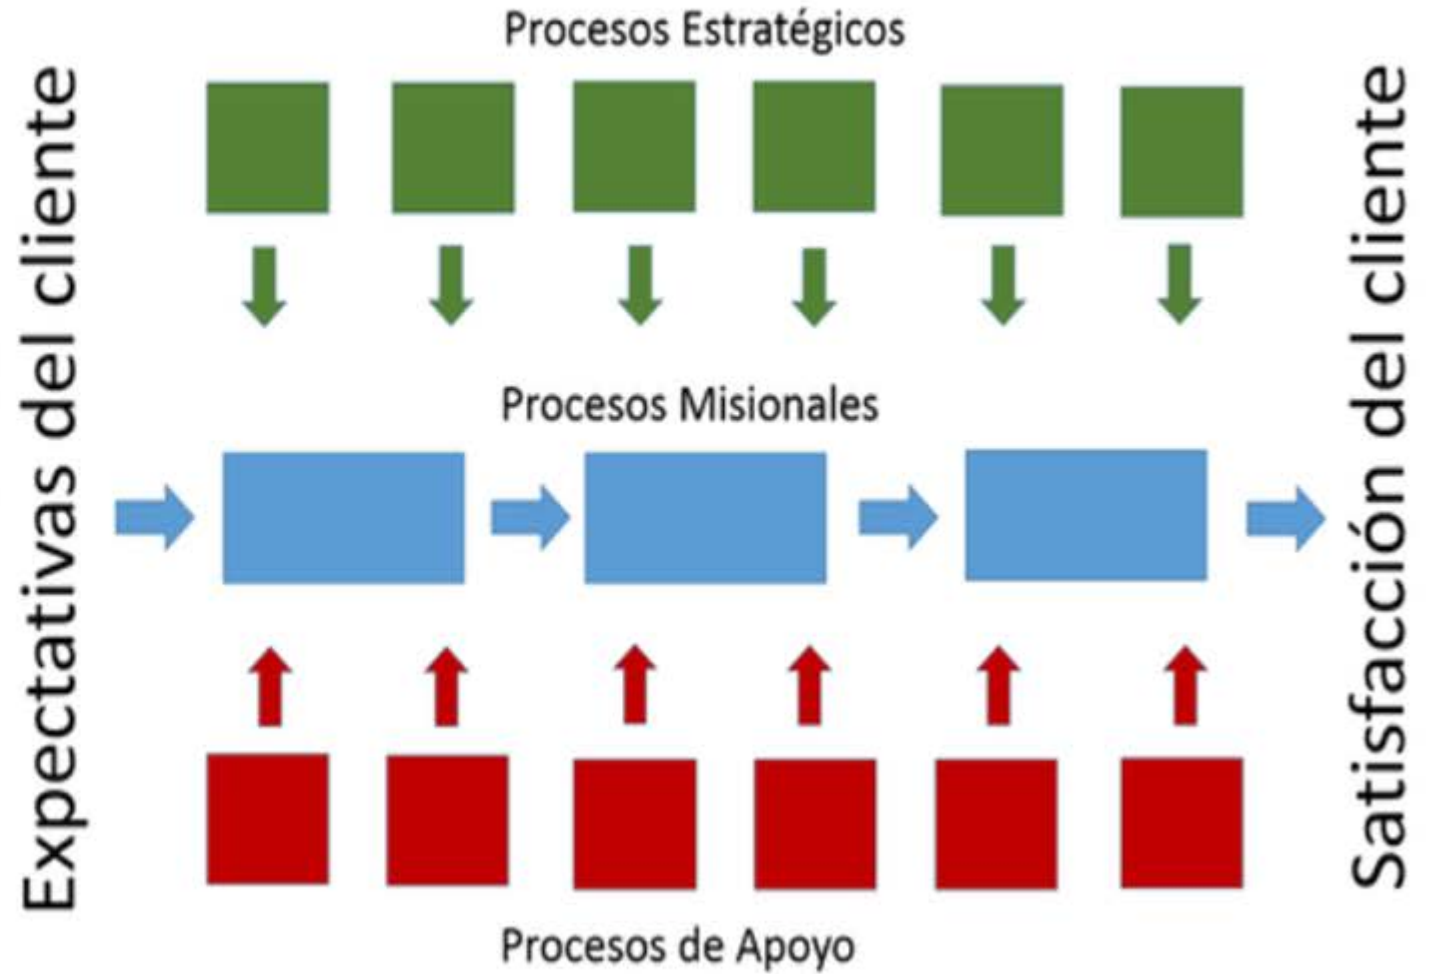 Procesos Estratégicos
Expectativas del cliente
Procesos Misionales
Satisfacción del cliente
Procesos de Apoyo